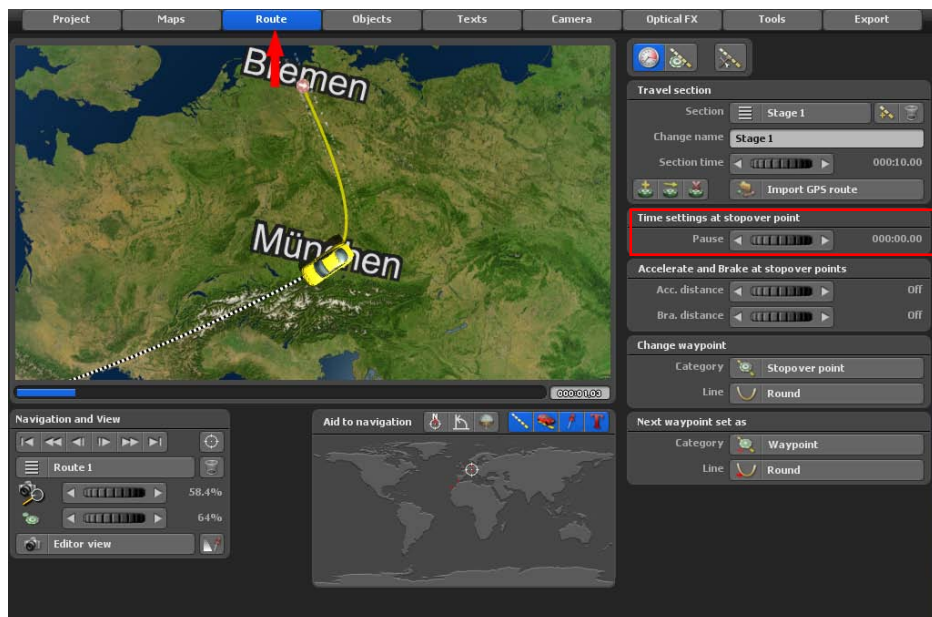 Project Maps Route Objects Texts Camera Optical FX Tools Export
Bremen
München
000:01.00
Travel section
Section Stage 1
Change name Stage 1
Section time 000:10.00
Import GPS route
Time settings at stopover point
Pause 000:00.00
Accelerate and Brake at stopover points
Acc. distance Off
Bra. distance Off
Change waypoint
Category Stopover point
Line Round
Next waypoint set as
Category Waypoint
Line Round
Navigation and View
Route 1
58.4%
64%
Editor view
Aid to navigation